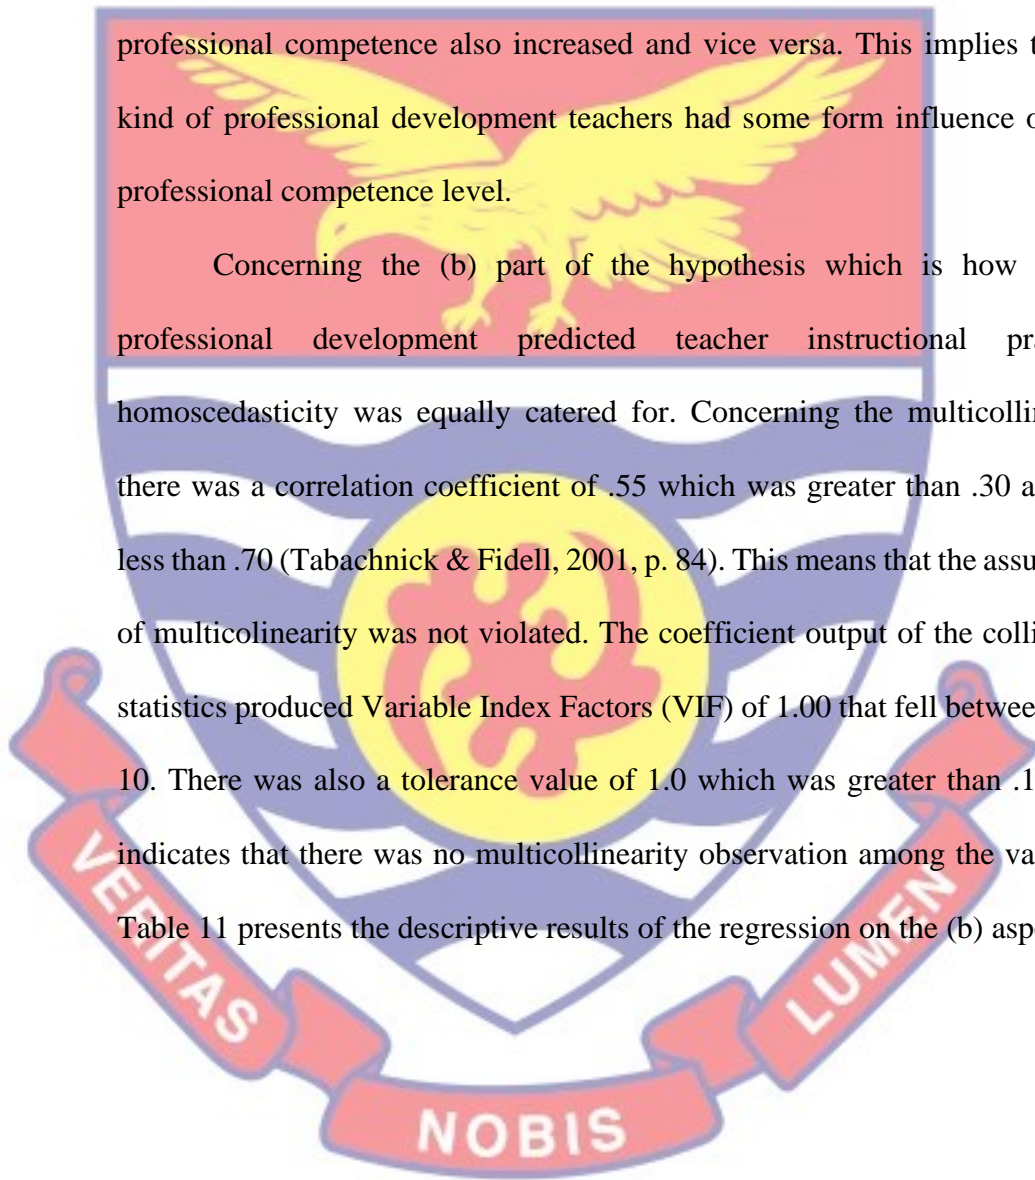 professional competence also increased and vice versa. This implies t
kind of professional development teachers had some form influence o
professional competence level.
Concerning the (b) part of the hypothesis which is how
professional development predicted teacher instructional pra
homoscedasticity was equally catered for. Concerning the multicollin
there was a correlation coefficient of .55 which was greater than .30 a
less than .70 (Tabachnick & Fidell, 2001, p. 84). This means that the assu
of multicolinearity was not violated. The coefficient output of the colli
statistics produced Variable Index Factors (VIF) of 1.00 that fell betwee
10. There was also a tolerance value of 1.0 which was greater than .1
indicates that there was no multicollinearity observation among the va
Table 11 presents the descriptive results of the regression on the (b) asp
VERITAS
NOBIS
LUMEN